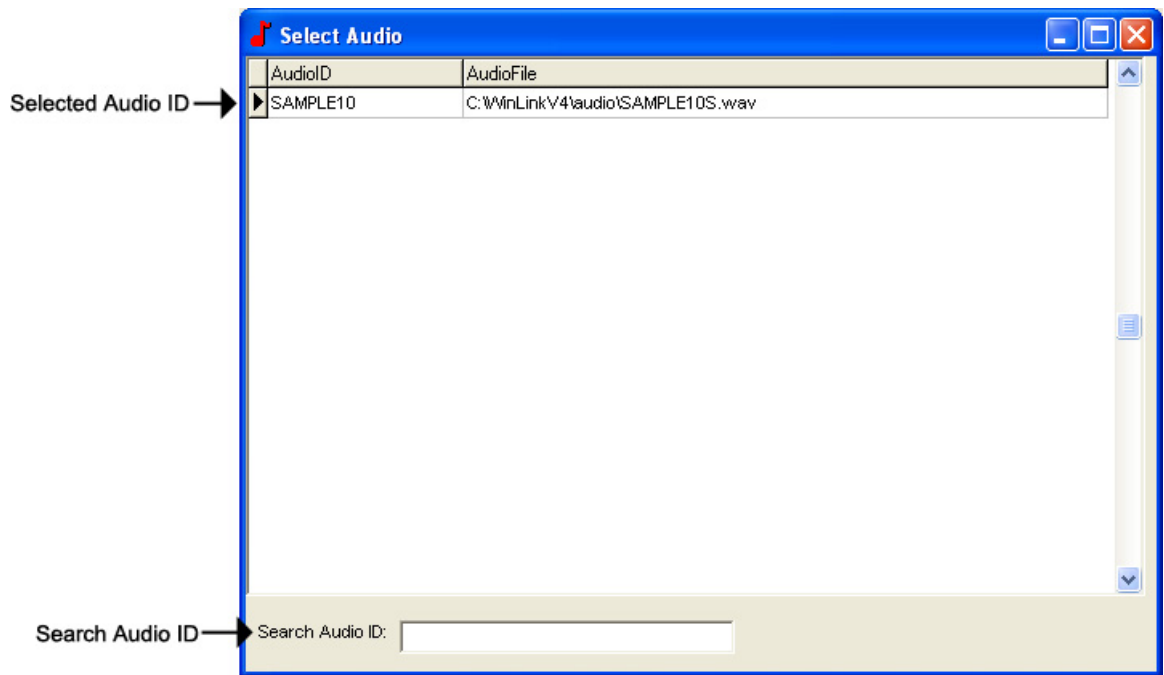 Select Audio
AudioID AudioFile
Selected Audio ID
SAMPLE10 C:\WinLinkV4\audio\SAMPLE10S.wav
Search Audio ID
Search Audio ID: